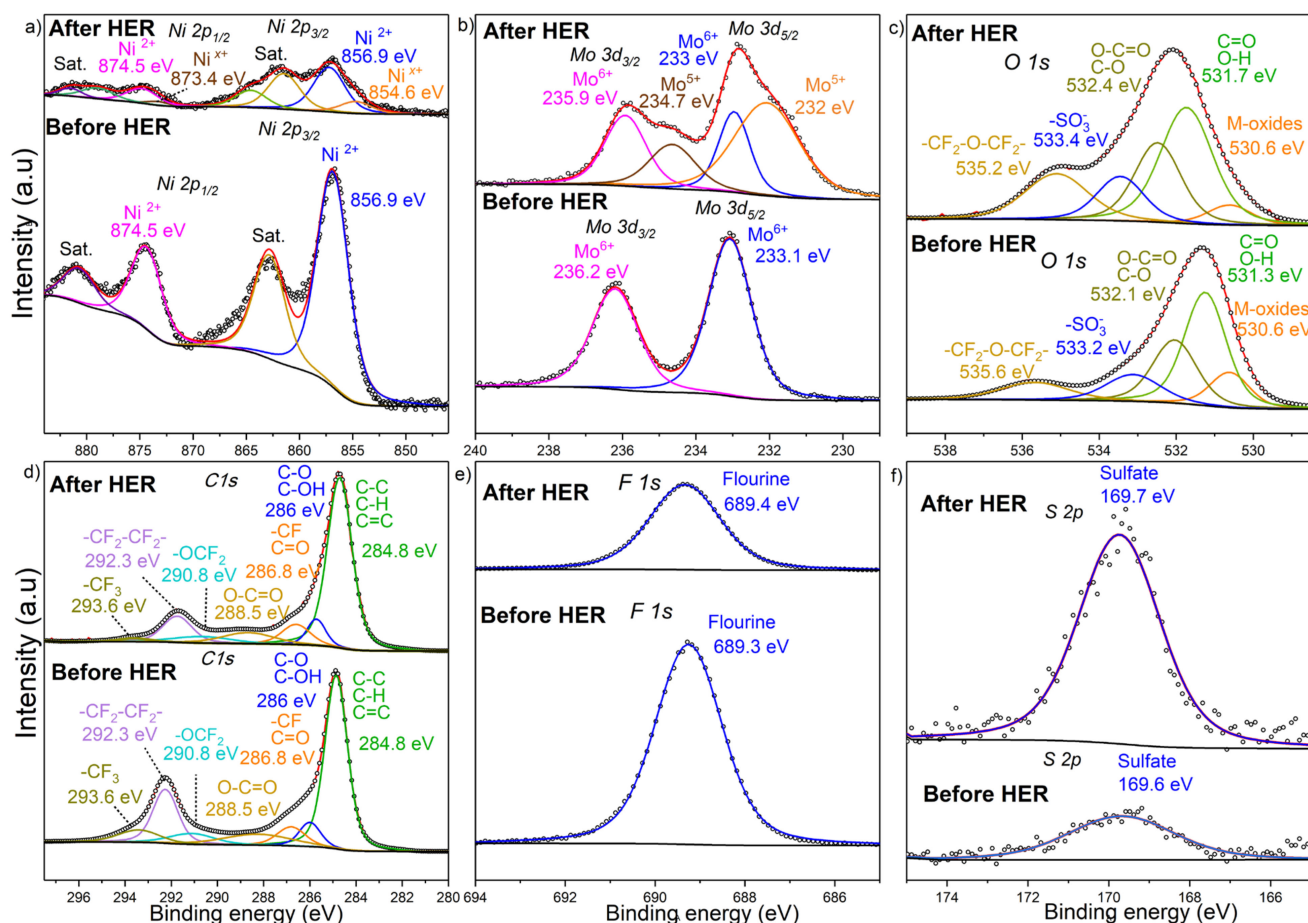 a)
After HER
Ni 2p1/2
Ni 2p3/2
Sat.
Ni 2+
874.5 eV
Ni x+
873.4 eV
Sat.
Ni 2+
856.9 eV
Ni x+
854.6 eV
Before HER
Ni 2p3/2
Ni 2+
856.9 eV
Ni 2p1/2
Ni 2+
874.5 eV
Sat.
Sat.
Intensity (a.u)
880 875 870 865 860 855 850
b)
After HER
Mo 3d3/2
Mo6+
235.9 eV
Mo5+
234.7 eV
Mo6+
233 eV
Mo 3d5/2
Mo5+
232 eV
Before HER
Mo 3d3/2
Mo6+
236.2 eV
Mo 3d5/2
Mo6+
233.1 eV
240 238 236 234 232 230
c)
After HER
O 1s
O-C=O
C-O
532.4 eV
C=O
O-H
531.7 eV
-SO3-
533.4 eV
-CF2-O-CF2-
535.2 eV
M-oxides
530.6 eV
Before HER
O 1s
O-C=O
C-O
532.1 eV
C=O
O-H
531.3 eV
-SO3-
533.2 eV
-CF2-O-CF2-
535.6 eV
M-oxides
530.6 eV
538 536 534 532 530
d)
After HER
C1s
C-O
C-OH
286 eV
C-C
C-H
C=C
284.8 eV
-CF2-CF2-
292.3 eV
-OCF2
290.8 eV
-CF
C=O
286.8 eV
-CF3
293.6 eV
O-C=O
288.5 eV
Before HER
C1s
C-O
C-OH
286 eV
C-C
C-H
C=C
284.8 eV
-CF2-CF2-
292.3 eV
-OCF2
290.8 eV
-CF
C=O
286.8 eV
-CF3
293.6 eV
O-C=O
288.5 eV
Intensity (a.u)
296 294 292 290 288 286 284 282 280
Binding energy (eV)
e)
After HER
F 1s
Flourine
689.4 eV
Before HER
F 1s
Flourine
689.3 eV
694 692 690 688 686
Binding energy (eV)
f)
After HER
Sulfate
169.7 eV
S 2p
S 2p
Sulfate
169.6 eV
Before HER
174 172 170 168 166
Binding energy (eV)